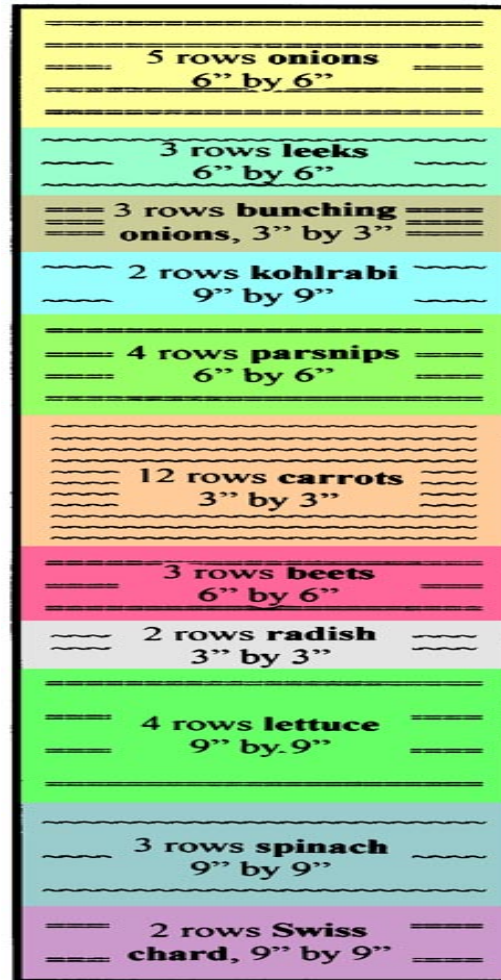 5 rows onions
6” by 6”
3 rows leeks
6” by 6”
3 rows bunching
onions, 3” by 3”
2 rows kohlrabi
9” by 9”
4 rows parsnips
6” by 6”
12 rows carrots
3” by 3”
3 rows beets
6” by 6”
2 rows radish
3” by 3”
4 rows lettuce
9” by 9”
3 rows spinach
9” by 9”
2 rows Swiss
chard, 9” by 9”